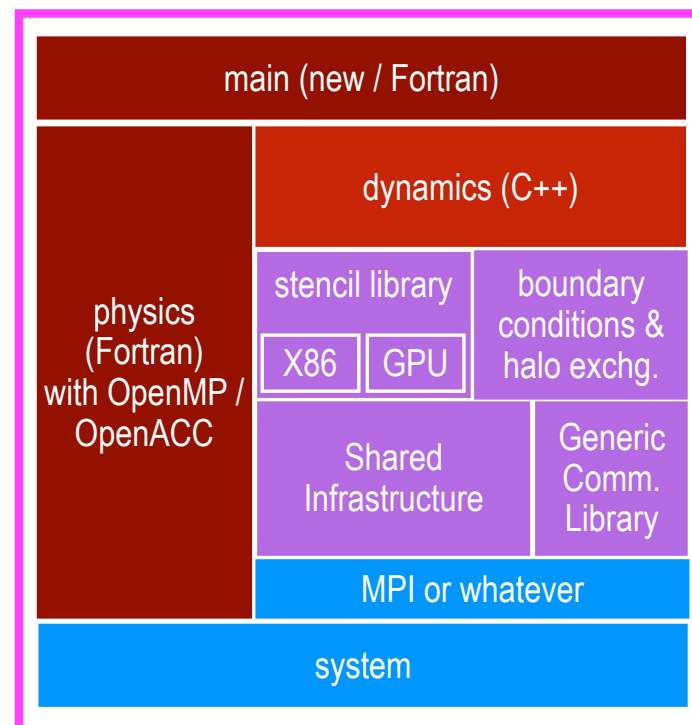 main (new / Fortran)
dynamics (C++)
physics
(Fortran)
with OpenMP /
OpenACC
stencil library
X86
GPU
boundary
conditions &
halo exchg.
Shared
Infrastructure
Generic
Comm.
Library
MPI or whatever
system